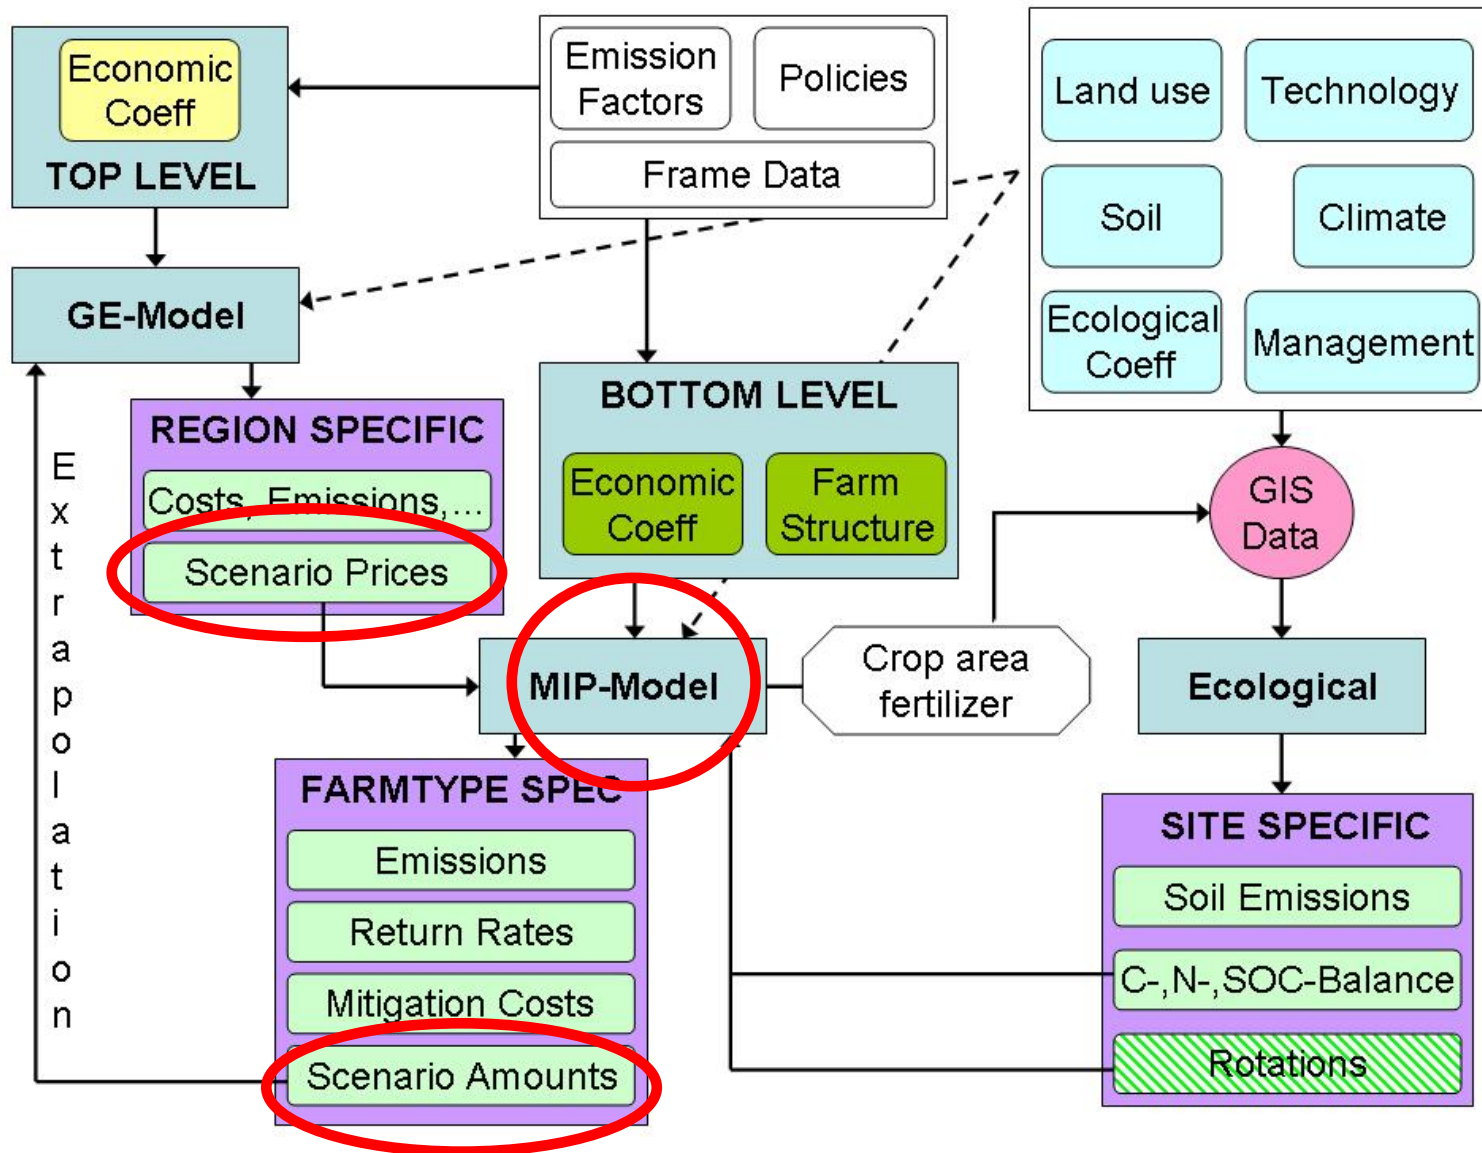 Economic
Coeff
TOP LEVEL
Emission
Factors
Policies
Frame Data
Land use
Technology
Soil
Climate
Ecological
Coeff
Management
GE-Model
REGION SPECIFIC
Costs, Emissions,...
Scenario Prices
BOTTOM LEVEL
Economic
Coeff
Farm
Structure
GIS
Data
Extrapolation
MIP-Model
Crop area
fertilizer
Ecological
FARMTYPE SPEC
Emissions
Return Rates
Mitigation Costs
Scenario Amounts
SITE SPECIFIC
Soil Emissions
C-,N-,SOC-Balance
Rotations